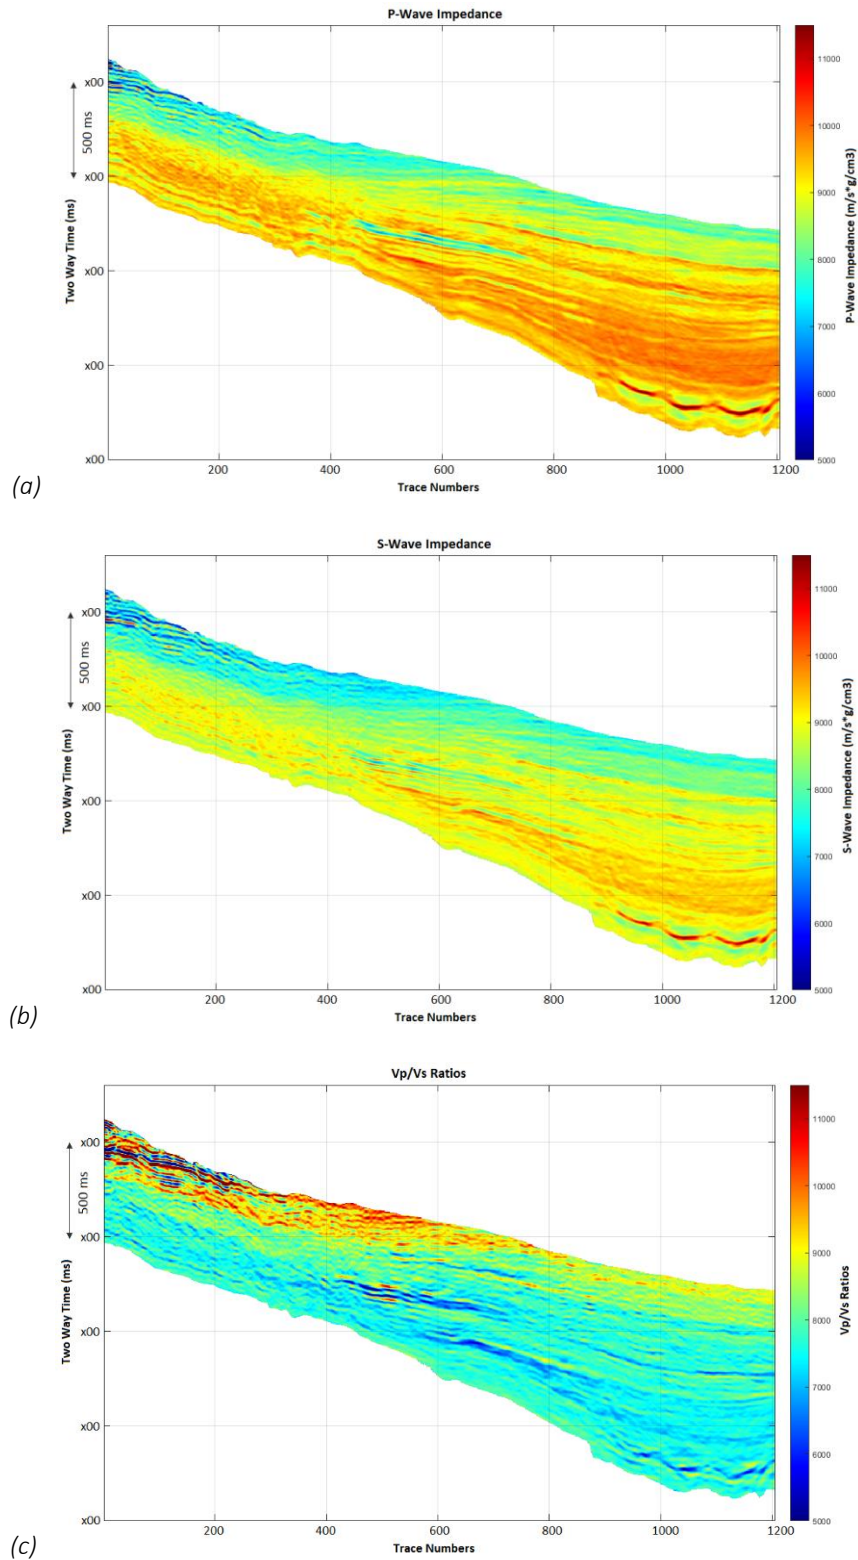 P-Wave Impedance
x00
x00
x00
x00
x00
500 ms
Two Way Time (ms)
200
400
600
800
1000
1200
Trace Numbers
11000
10000
9000
8000
7000
6000
5000
P-Wave Impedance (m/s*g/cm3)
(a)
S-Wave Impedance
x00
x00
x00
x00
x00
500 ms
Two Way Time (ms)
200
400
600
800
1000
1200
Trace Numbers
11000
10000
9000
8000
7000
6000
5000
S-Wave Impedance (m/s*g/cm3)
(b)
Vp/Vs Ratios
x00
x00
x00
x00
x00
500 ms
Two Way Time (ms)
200
400
600
800
1000
1200
Trace Numbers
11000
10000
9000
8000
7000
6000
5000
Vp/Vs Ratios
(c)